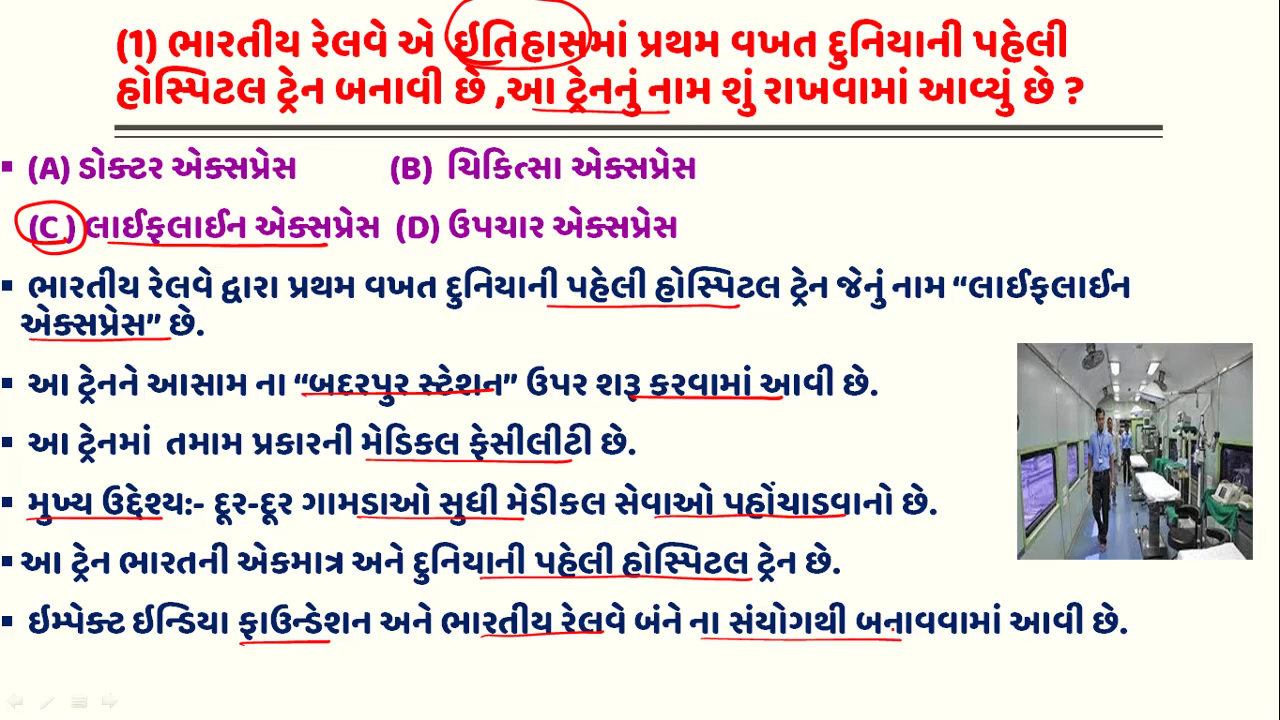 (1) ભારતીય રેલવે એ ઈતિહાસમાં પ્રથમ વખત દુનિયાની પહેલી
હોસ્પિટલ ટ્રેન બનાવી છે ,આ ટ્રેનનું નામ શું રાખવામાં આવ્યું છે ?
▪ (A) ડોક્ટર એક્સપ્રેસ (B) ચિકિત્સા એક્સપ્રેસ
(C ) લાઈફલાઈન એક્સપ્રેસ (D) ઉપચાર એક્સપ્રેસ
▪ ભારતીય રેલવે દ્વારા પ્રથમ વખત દુનિયાની પહેલી હોસ્પિટલ ટ્રેન જેનું નામ “લાઈફલાઈન
એક્સપ્રેસ” છે.
▪ આ ટ્રેનને આસામ ના “બદરપુર સ્ટેશન” ઉપર શરૂ કરવામાં આવી છે.
▪ આ ટ્રેનમાં તમામ પ્રકારની મેડિકલ ફેસીલીટી છે.
▪ મુખ્ય ઉદ્દેશ્ય:- દૂર-દૂર ગામડાઓ સુધી મેડીકલ સેવાઓ પહોંચાડવાનો છે.
▪ આ ટ્રેન ભારતની એકમાત્ર અને દુનિયાની પહેલી હોસ્પિટલ ટ્રેન છે.
▪ ઇમ્પેક્ટ ઇન્ડિયા ફાઉન્ડેશન અને ભારતીય રેલવે બંને ના સંયોગથી બનાવવામાં આવી છે.